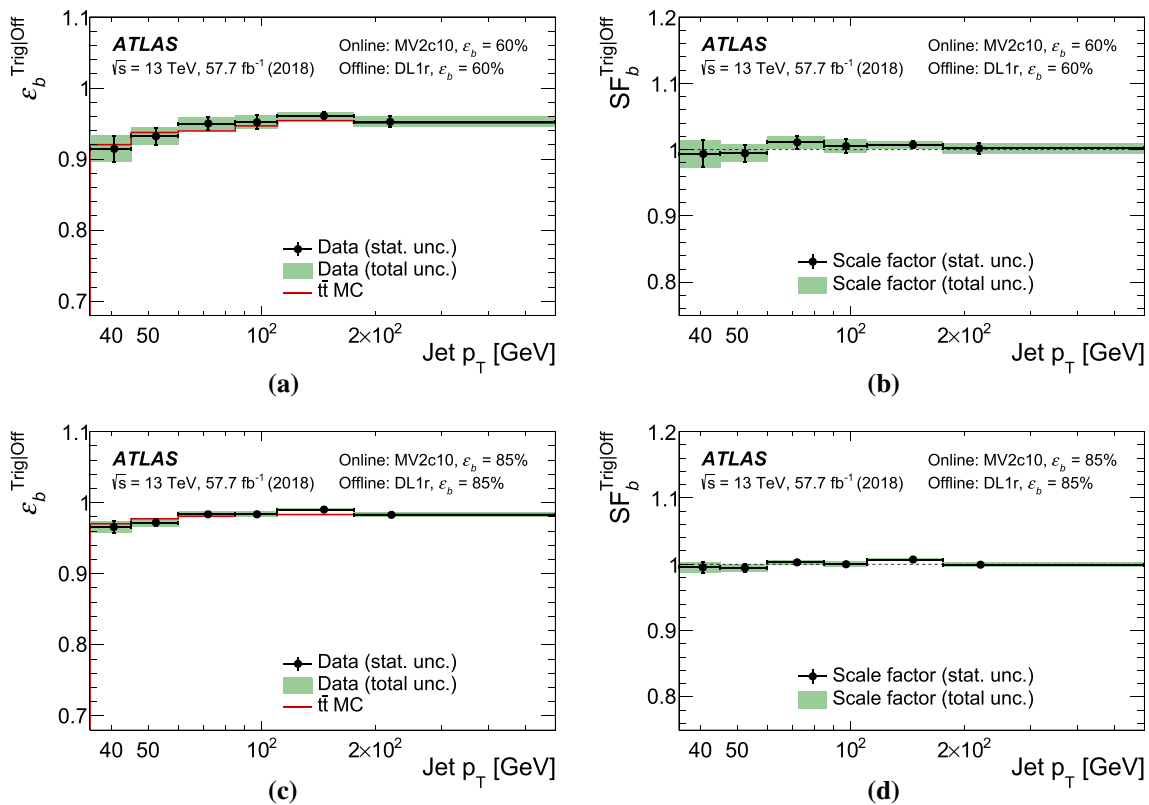 1.1
1
0.9
0.8
0.7
ε_b^Trig|Off
ATLAS
√s = 13 TeV, 57.7 fb⁻¹ (2018)
Online: MV2c10, ε_b = 60%
Offline: DL1r, ε_b = 60%
Data (stat. unc.)
Data (total unc.)
tt̄ MC
40 50 10² 2×10²
Jet p_T [GeV]
(a)
1.2
1.1
1
0.9
0.8
SF_b^Trig|Off
ATLAS
√s = 13 TeV, 57.7 fb⁻¹ (2018)
Online: MV2c10, ε_b = 60%
Offline: DL1r, ε_b = 60%
Scale factor (stat. unc.)
Scale factor (total unc.)
40 50 10² 2×10²
Jet p_T [GeV]
(b)
1.1
1
0.9
0.8
0.7
ε_b^Trig|Off
ATLAS
√s = 13 TeV, 57.7 fb⁻¹ (2018)
Online: MV2c10, ε_b = 85%
Offline: DL1r, ε_b = 85%
Data (stat. unc.)
Data (total unc.)
tt̄ MC
40 50 10² 2×10²
Jet p_T [GeV]
(c)
1.2
1.1
1
0.9
0.8
SF_b^Trig|Off
ATLAS
√s = 13 TeV, 57.7 fb⁻¹ (2018)
Online: MV2c10, ε_b = 85%
Offline: DL1r, ε_b = 85%
Scale factor (stat. unc.)
Scale factor (total unc.)
40 50 10² 2×10²
Jet p_T [GeV]
(d)